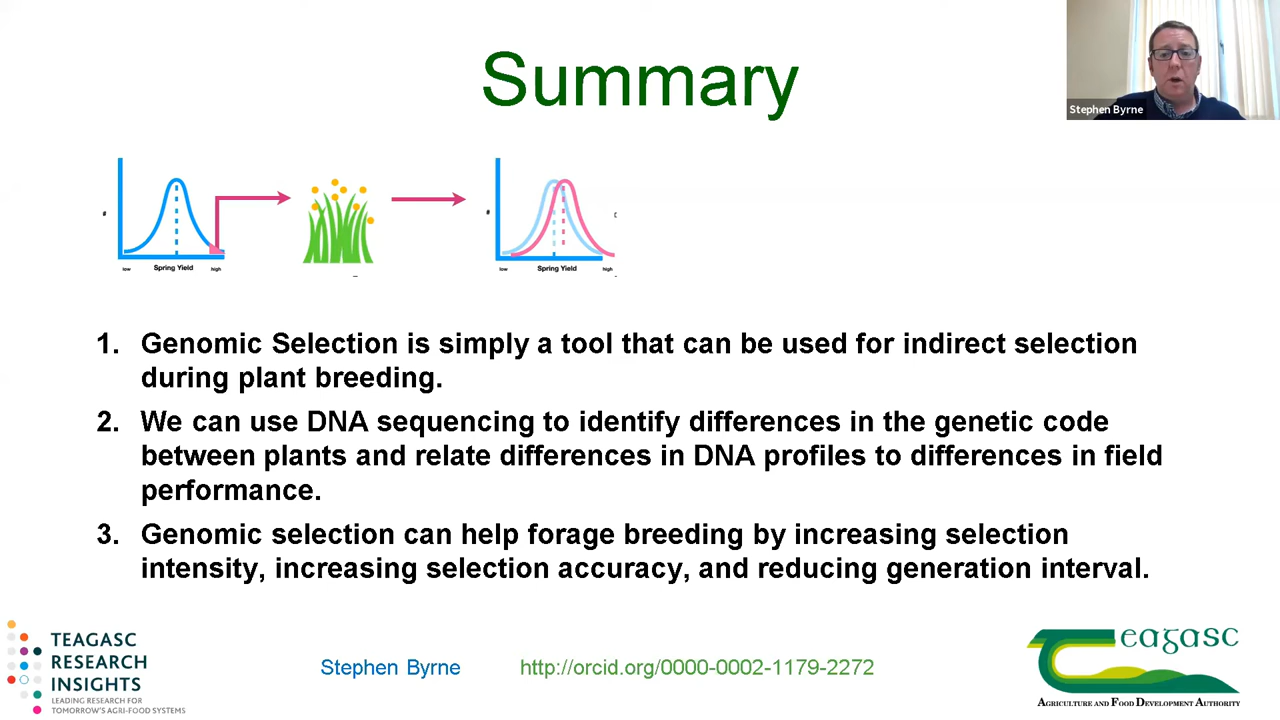 Summary
Stephen Byrne
low
Spring Yield
high
low
Spring Yield
high
1. Genomic Selection is simply a tool that can be used for indirect selection
during plant breeding.
2. We can use DNA sequencing to identify differences in the genetic code
between plants and relate differences in DNA profiles to differences in field
performance.
3. Genomic selection can help forage breeding by increasing selection
intensity, increasing selection accuracy, and reducing generation interval.
TEAGASC
RESEARCH
INSIGHTS
LEADING RESEARCH FOR
TOMORROW'S AGRI-FOOD SYSTEMS
Stephen Byrne http://orcid.org/0000-0002-1179-2272
Teagasc
AGRICULTURE AND FOOD DEVELOPMENT AUTHORITY